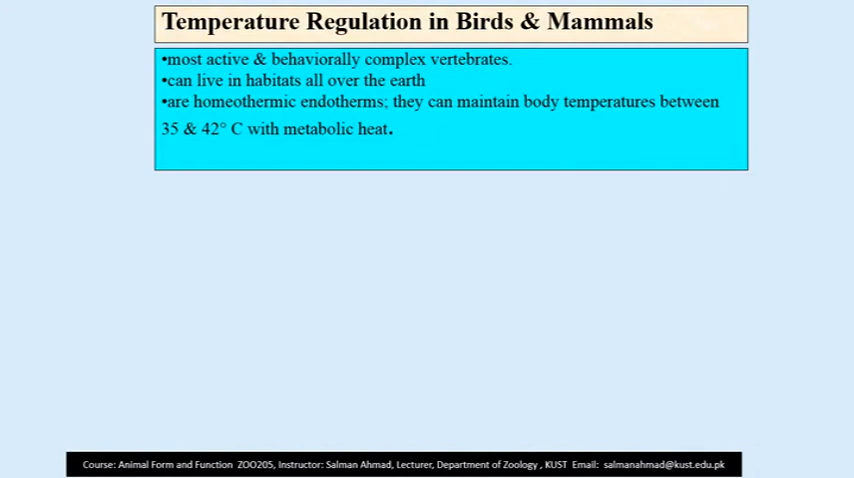 Temperature Regulation in Birds & Mammals
•most active & behaviorally complex vertebrates.
•can live in habitats all over the earth
•are homeothermic endotherms; they can maintain body temperatures between
35 & 42° C with metabolic heat.
Course: Animal Form and Function ZOO205, Instructor: Salman Ahmad, Lecturer, Department of Zoology , KUST Email: salmanahmad@kust.edu.pk